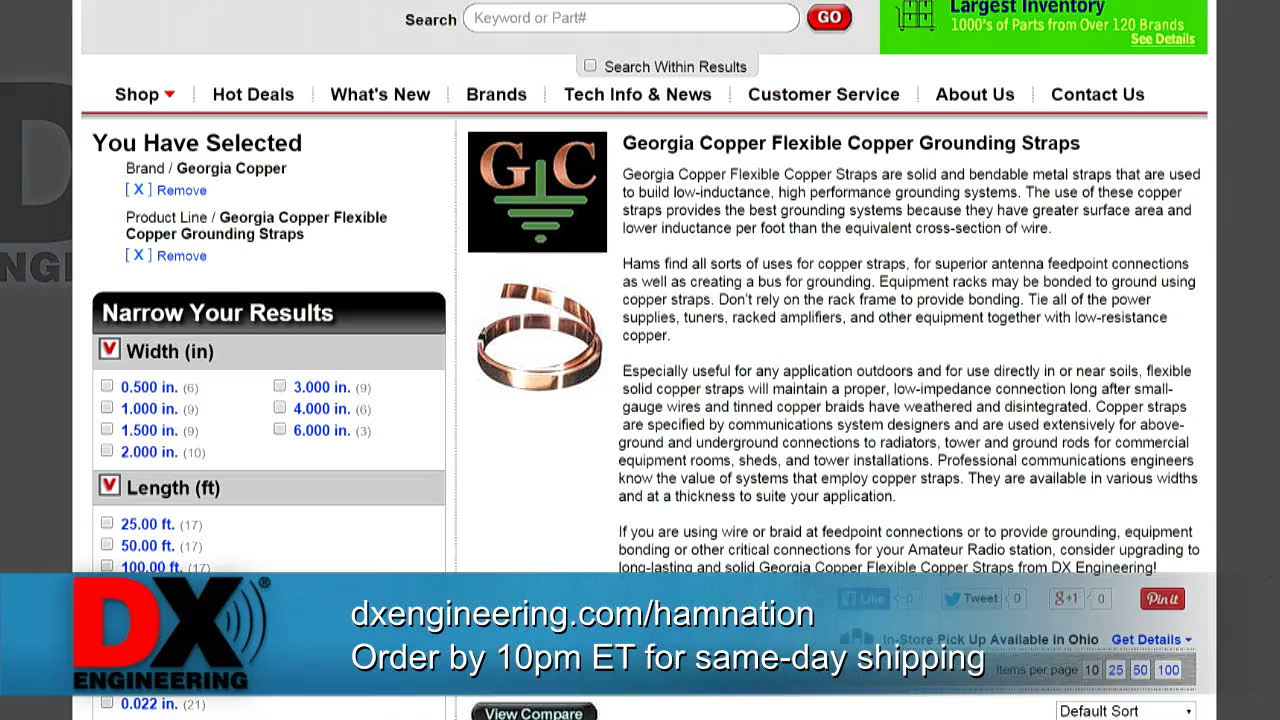 Search
Keyword or Part#
GO
Largest Inventory
1000's of Parts from Over 120 Brands
See Details
Search Within Results
Shop
Hot Deals
What's New
Brands
Tech Info & News
Customer Service
About Us
Contact Us
You Have Selected
Brand / Georgia Copper
[ X ] Remove
Product Line / Georgia Copper Flexible
Copper Grounding Straps
[ X ] Remove
Narrow Your Results
Width (in)
0.500 in. (6)
3.000 in. (9)
1.000 in. (9)
4.000 in. (6)
1.500 in. (9)
6.000 in. (3)
2.000 in. (10)
Length (ft)
25.00 ft. (17)
50.00 ft. (17)
100.00 ft. (17)
0.022 in. (21)
GC
Georgia Copper Flexible Copper Grounding Straps
Georgia Copper Flexible Copper Straps are solid and bendable metal straps that are used
to build low-inductance, high performance grounding systems. The use of these copper
straps provides the best grounding systems because they have greater surface area and
lower inductance per foot than the equivalent cross-section of wire.
Hams find all sorts of uses for copper straps, for superior antenna feedpoint connections
as well as creating a bus for grounding. Equipment racks may be bonded to ground using
copper straps. Don't rely on the rack frame to provide bonding. Tie all of the power
supplies, tuners, racked amplifiers, and other equipment together with low-resistance
copper.
Especially useful for any application outdoors and for use directly in or near soils, flexible
solid copper straps will maintain a proper, low-impedance connection long after small-
gauge wires and tinned copper braids have weathered and disintegrated. Copper straps
are specified by communications system designers and are used extensively for above-
ground and underground connections to radiators, tower and ground rods for commercial
equipment rooms, sheds, and tower installations. Professional communications engineers
know the value of systems that employ copper straps. They are available in various widths
and at a thickness to suite your application.
If you are using wire or braid at feedpoint connections or to provide grounding, equipment
bonding or other critical connections for your Amateur Radio station, consider upgrading to
long-lasting and solid Georgia Copper Flexible Copper Straps from DX Engineering!
Like 0
Tweet 0
g+1 0
Pin it
In-Store Pick Up Available in Ohio Get Details
Items per page 10 25 50 100
View Compare
Default Sort
DX®
ENGINEERING
dxengineering.com/hamnation
Order by 10pm ET for same-day shipping